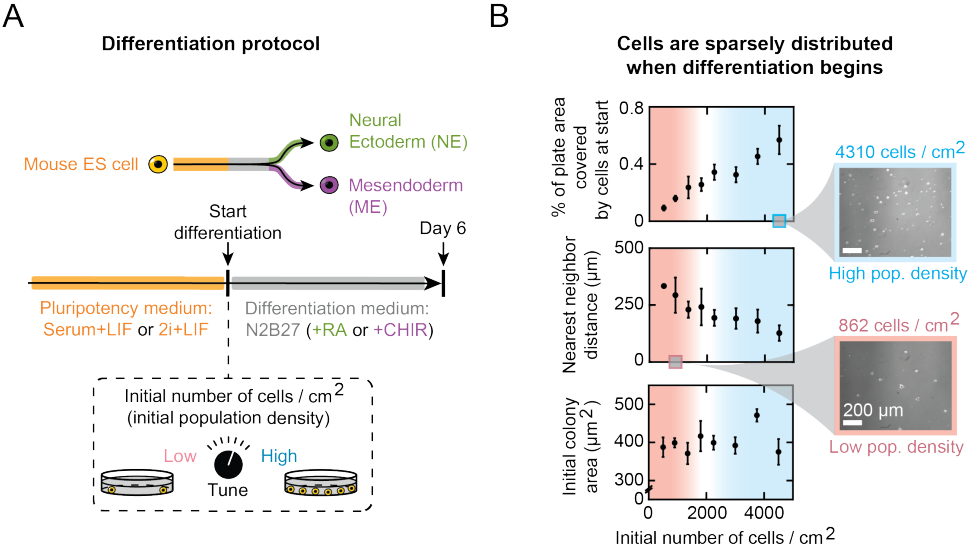 A
Differentiation protocol
Mouse ES cell
Neural
Ectoderm (NE)
Mesendoderm
(ME)
Start
differentiation
Day 6
Pluripotency medium:
Serum+LIF or 2i+LIF
Differentiation medium:
N2B27 (+RA or +CHIR)
Initial number of cells / cm2
(initial population density)
Low
High
Tune
B
Cells are sparsely distributed
when differentiation begins
% of plate area
covered
by cells at start
0.8
0.4
0
4310 cells / cm2
High pop. density
Nearest neighbor
distance (µm)
500
250
0
862 cells / cm2
200 µm
Low pop. density
Initial colony
area (µm2)
500
400
300
0
0
2000
4000
Initial number of cells / cm2